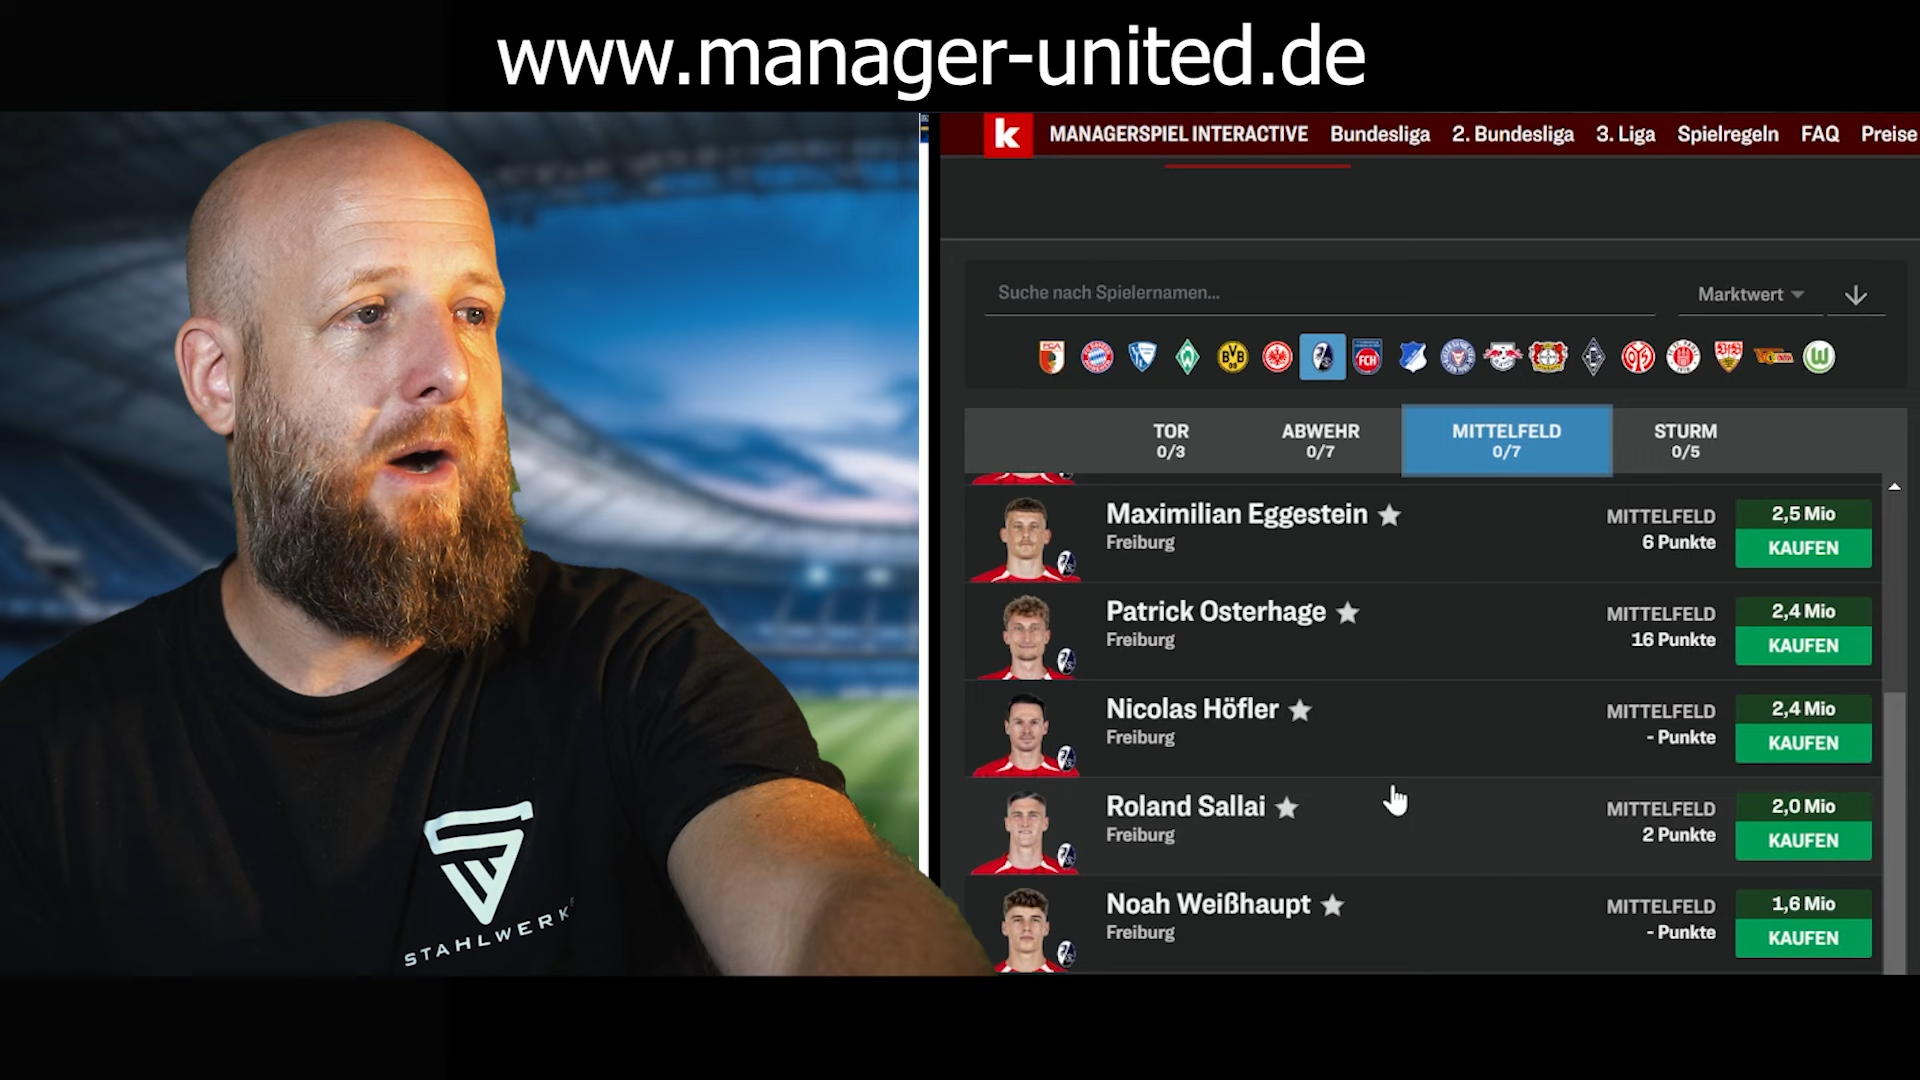 www.manager-united.de
k MANAGERSPIEL INTERACTIVE Bundesliga 2. Bundesliga 3. Liga Spielregeln FAQ Preise
Suche nach Spielernamen...
Marktwert
TOR
0/3
ABWEHR
0/7
MITTELFELD
0/7
STURM
0/5
Maximilian Eggestein
Freiburg
MITTELFELD
6 Punkte
2,5 Mio
KAUFEN
Patrick Osterhage
Freiburg
MITTELFELD
16 Punkte
2,4 Mio
KAUFEN
Nicolas Höfler
Freiburg
MITTELFELD
- Punkte
2,4 Mio
KAUFEN
Roland Sallai
Freiburg
MITTELFELD
2 Punkte
2,0 Mio
KAUFEN
Noah Weißhaupt
Freiburg
MITTELFELD
- Punkte
1,6 Mio
KAUFEN
STAHLWERK